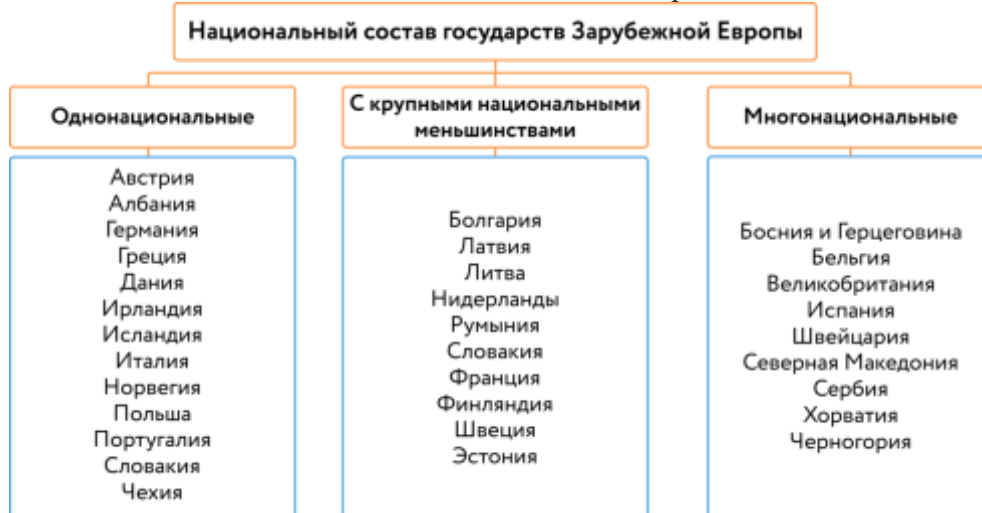 Национальный состав государств Зарубежной Европы
Однонациональные
Австрия
Албания
Германия
Греция
Дания
Ирландия
Исландия
Италия
Норвегия
Польша
Португалия
Словакия
Чехия
С крупными национальными
меньшинствами
Болгария
Латвия
Литва
Нидерланды
Румыния
Словакия
Франция
Финляндия
Швеция
Эстония
Многонациональные
Босния и Герцеговина
Бельгия
Великобритания
Испания
Швейцария
Северная Македония
Сербия
Хорватия
Черногория